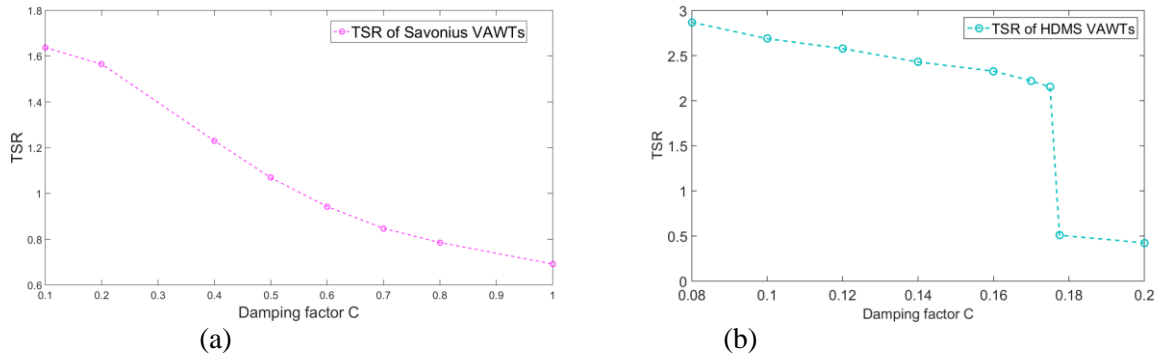 1.8
1.6
1.4
1.2
1
0.8
0.6
TSR
TSR of Savonius VAWTs
0.1 0.2 0.3 0.4 0.5 0.6 0.7 0.8 0.9 1
Damping factor C
(a)
3
2.5
2
1.5
1
0.5
0
TSR
TSR of HDMS VAWTs
0.08 0.1 0.12 0.14 0.16 0.18 0.2
Damping factor C
(b)